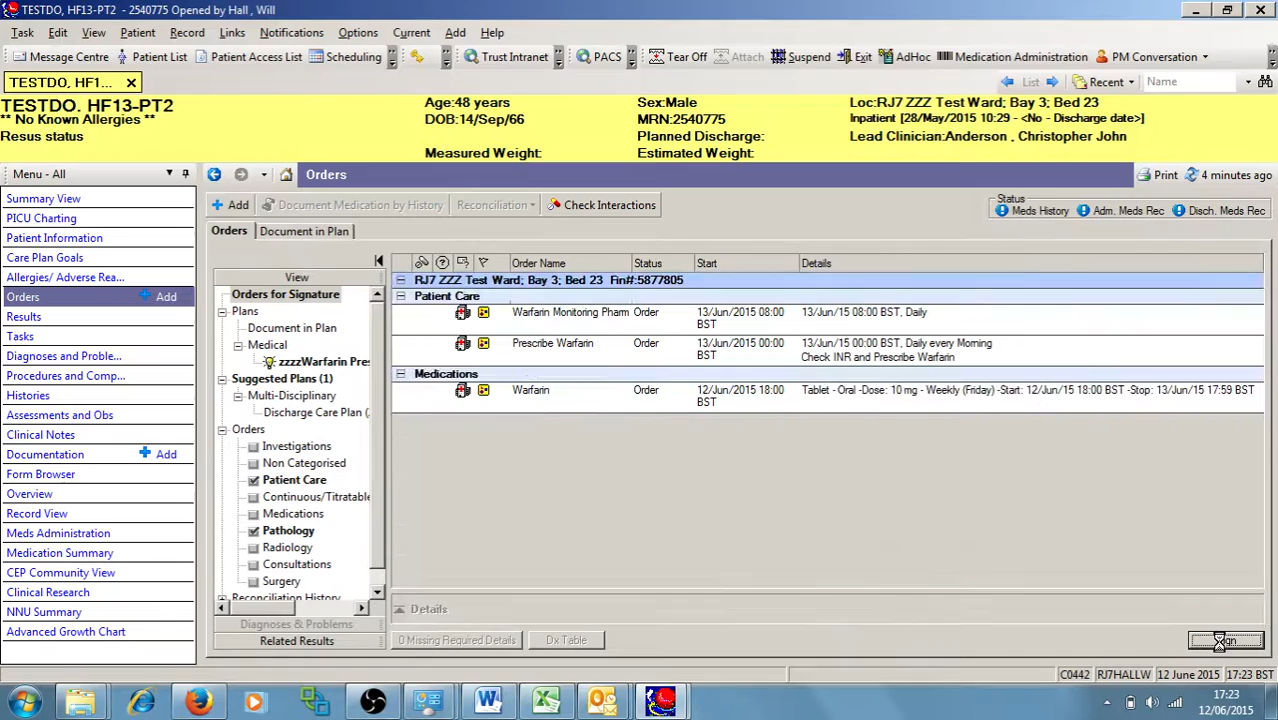 TESTDO, HF13-PT2 - 2540775 Opened by Hall , Will
Task Edit View Patient Record Links Notifications Options Current Add Help
Message Centre Patient List Patient Access List Scheduling Trust Intranet PACS Tear Off Attach Suspend Exit AdHoc Medication Administration PM Conversation
TESTDO, HF1... List Recent Name
TESTDO. HF13-PT2 Age:48 years Sex:Male Loc:RJ7 ZZZ Test Ward; Bay 3; Bed 23
** No Known Allergies ** DOB:14/Sep/66 MRN:2540775 Inpatient [28/May/2015 10:29 - <No - Discharge date>]
Resus status Planned Discharge: Lead Clinician:Anderson , Christopher John
Measured Weight: Estimated Weight:
Menu - All
Summary View
PICU Charting
Patient Information
Care Plan Goals
Allergies/ Adverse Rea...
Orders Add
Results
Tasks
Diagnoses and Proble...
Procedures and Comp...
Histories
Assessments and Obs
Clinical Notes
Documentation Add
Form Browser
Overview
Record View
Meds Administration
Medication Summary
CEP Community View
Clinical Research
NNU Summary
Advanced Growth Chart
Orders Print 4 minutes ago
Add Document Medication by History Reconciliation Check Interactions
Status
Meds History Adm. Meds Rec Disch. Meds Rec
Orders Document in Plan
View
Orders for Signature
Plans
Document in Plan
Medical
zzzzWarfarin Pres
Suggested Plans (1)
Multi-Disciplinary
Discharge Care Plan (
Orders
Investigations
Non Categorised
Patient Care
Continuous/Titratable
Medications
Pathology
Radiology
Consultations
Surgery
Reconciliation History
Diagnoses & Problems
Related Results
Order Name Status Start Details
RJ7 ZZZ Test Ward; Bay 3; Bed 23 Fin#:5877805
Patient Care
Warfarin Monitoring Pharm Order 13/Jun/2015 08:00 13/Jun/15 08:00 BST, Daily
BST
Prescribe Warfarin Order 13/Jun/2015 00:00 13/Jun/15 00:00 BST, Daily every Morning
BST Check INR and Prescribe Warfarin
Medications
Warfarin Order 12/Jun/2015 18:00 Tablet - Oral -Dose: 10 mg - Weekly (Friday) -Start: 12/Jun/15 18:00 BST -Stop: 13/Jun/15 17:59 BST
BST
Details
0 Missing Required Details Dx Table
C0442 RJ7HALLW 12 June 2015 17:23 BST
17:23
12/06/2015